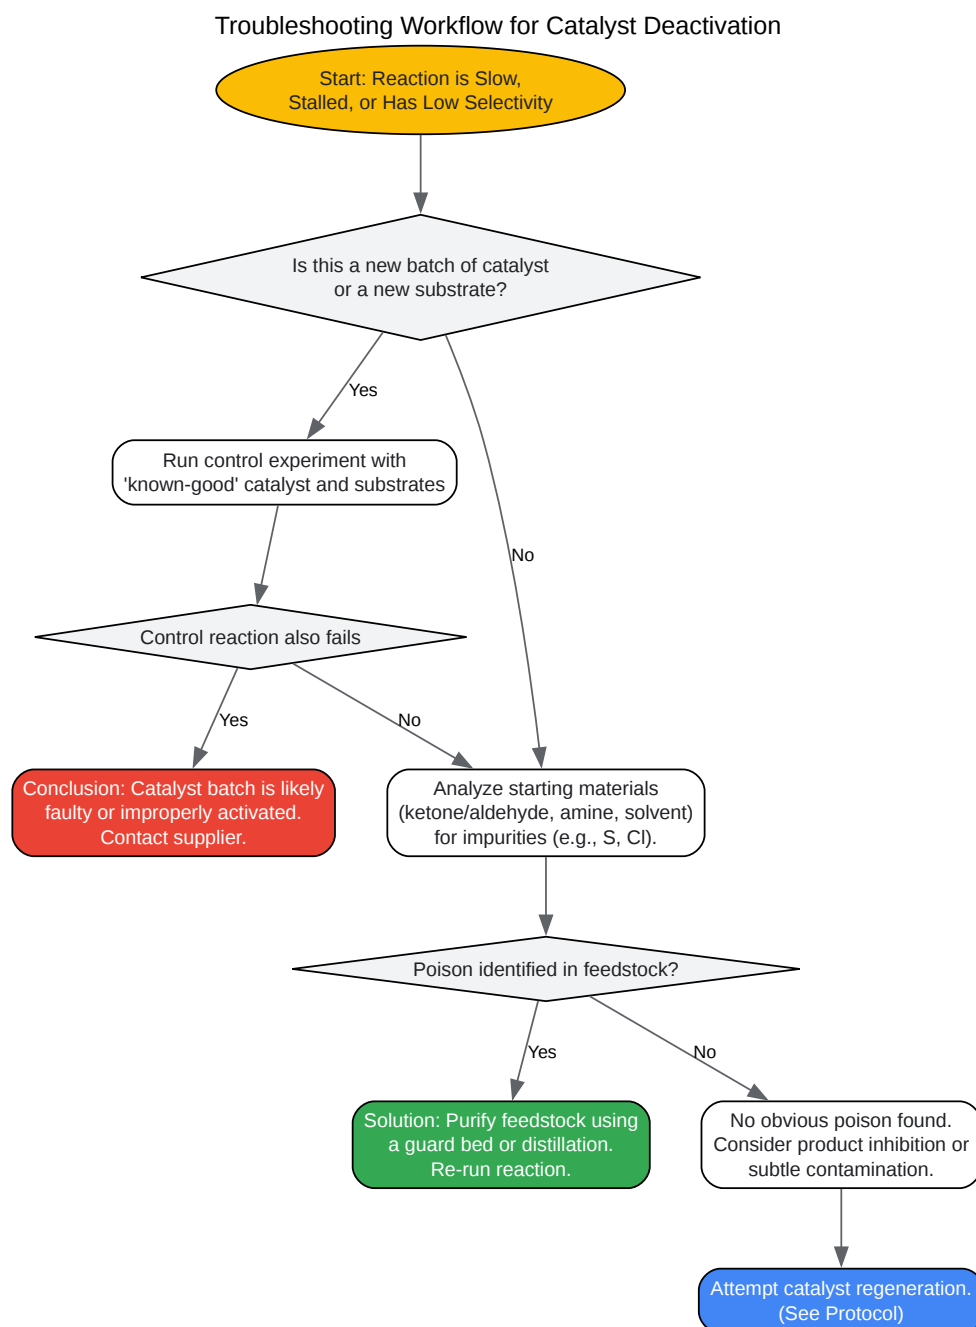 Troubleshooting Workflow for Catalyst Deactivation
Start: Reaction is Slow,
Stalled, or Has Low Selectivity
Is this a new batch of catalyst
or a new substrate?
Yes
Run control experiment with
'known-good' catalyst and substrates
No
Control reaction also fails
Yes
No
Conclusion: Catalyst batch is likely
faulty or improperly activated.
Contact supplier.
Analyze starting materials
(ketone/aldehyde, amine, solvent)
for impurities (e.g., S, Cl).
Poison identified in feedstock?
Yes
No
Solution: Purify feedstock using
a guard bed or distillation.
Re-run reaction.
No obvious poison found.
Consider product inhibition or
subtle contamination.
Attempt catalyst regeneration.
(See Protocol)